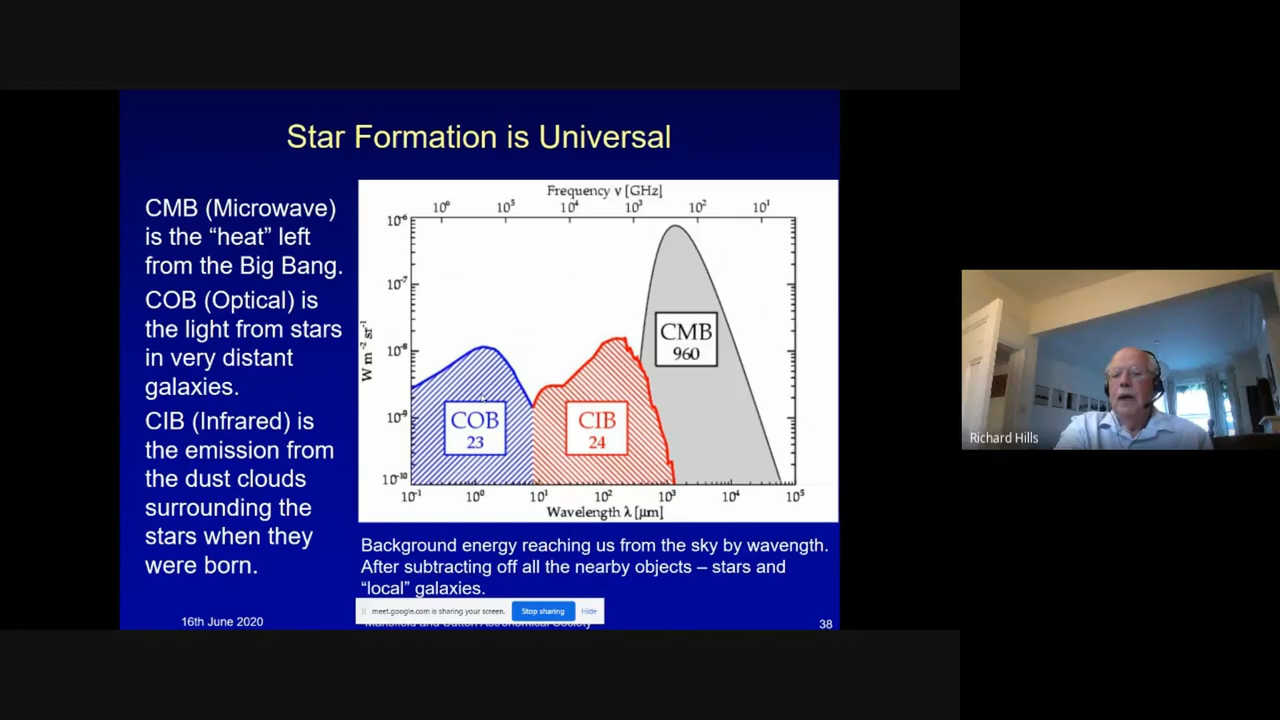 Star Formation is Universal
CMB (Microwave)
is the “heat” left
from the Big Bang.
COB (Optical) is
the light from stars
in very distant
galaxies.
CIB (Infrared) is
the emission from
the dust clouds
surrounding the
stars when they
were born.
Frequency ν [GHz]
10⁶ 10⁵ 10⁴ 10³ 10² 10¹
10⁻⁶
10⁻⁷
10⁻⁸
10⁻⁹
10⁻¹⁰
W m⁻² sr⁻¹
CMB
960
COB
23
CIB
24
10⁻¹ 10⁰ 10¹ 10² 10³ 10⁴ 10⁵
Wavelength λ [μm]
Background energy reaching us from the sky by wavength.
After subtracting off all the nearby objects – stars and
“local” galaxies.
meet.google.com is sharing your screen. Stop sharing Hide
16th June 2020
Mansfield and Sutton Astronomical Society
38
Richard Hills